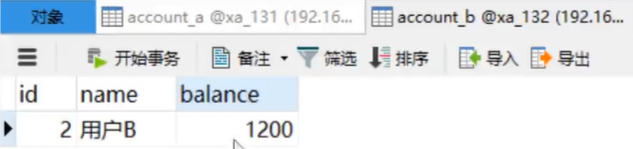 对象 account_a @xa_131 (192.16... account_b @xa_132 (192.16...
开始事务 备注 筛选 排序 导入 导出
id name balance
2 用户B 1200